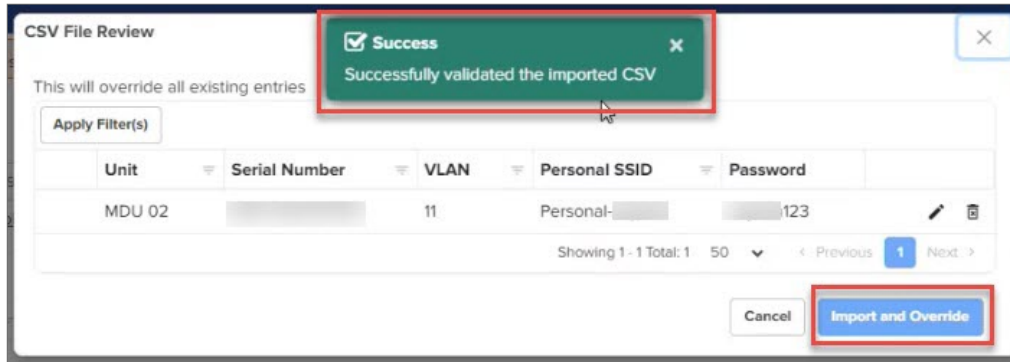 CSV File Review
Success
Successfully validated the imported CSV
This will override all existing entries
Apply Filter(s)
Unit Serial Number VLAN Personal SSID Password
MDU 02 11 Personal- 123
Showing 1 - 1 Total: 1 50 < Previous 1 Next >
Cancel Import and Override